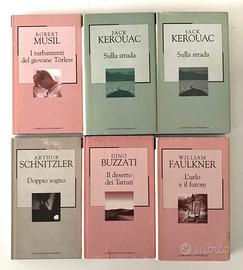 ROBERT
MUSIL
I turbamenti
del giovane Törless
JACK
KEROUAC
Sulla strada
JACK
KEROUAC
Sulla strada
ARTHUR
SCHNITZLER
Doppio sogno
DINO
BUZZATI
Il deserto
dei Tartari
WILLIAM
FAULKNER
L'urlo
e il furore
subito